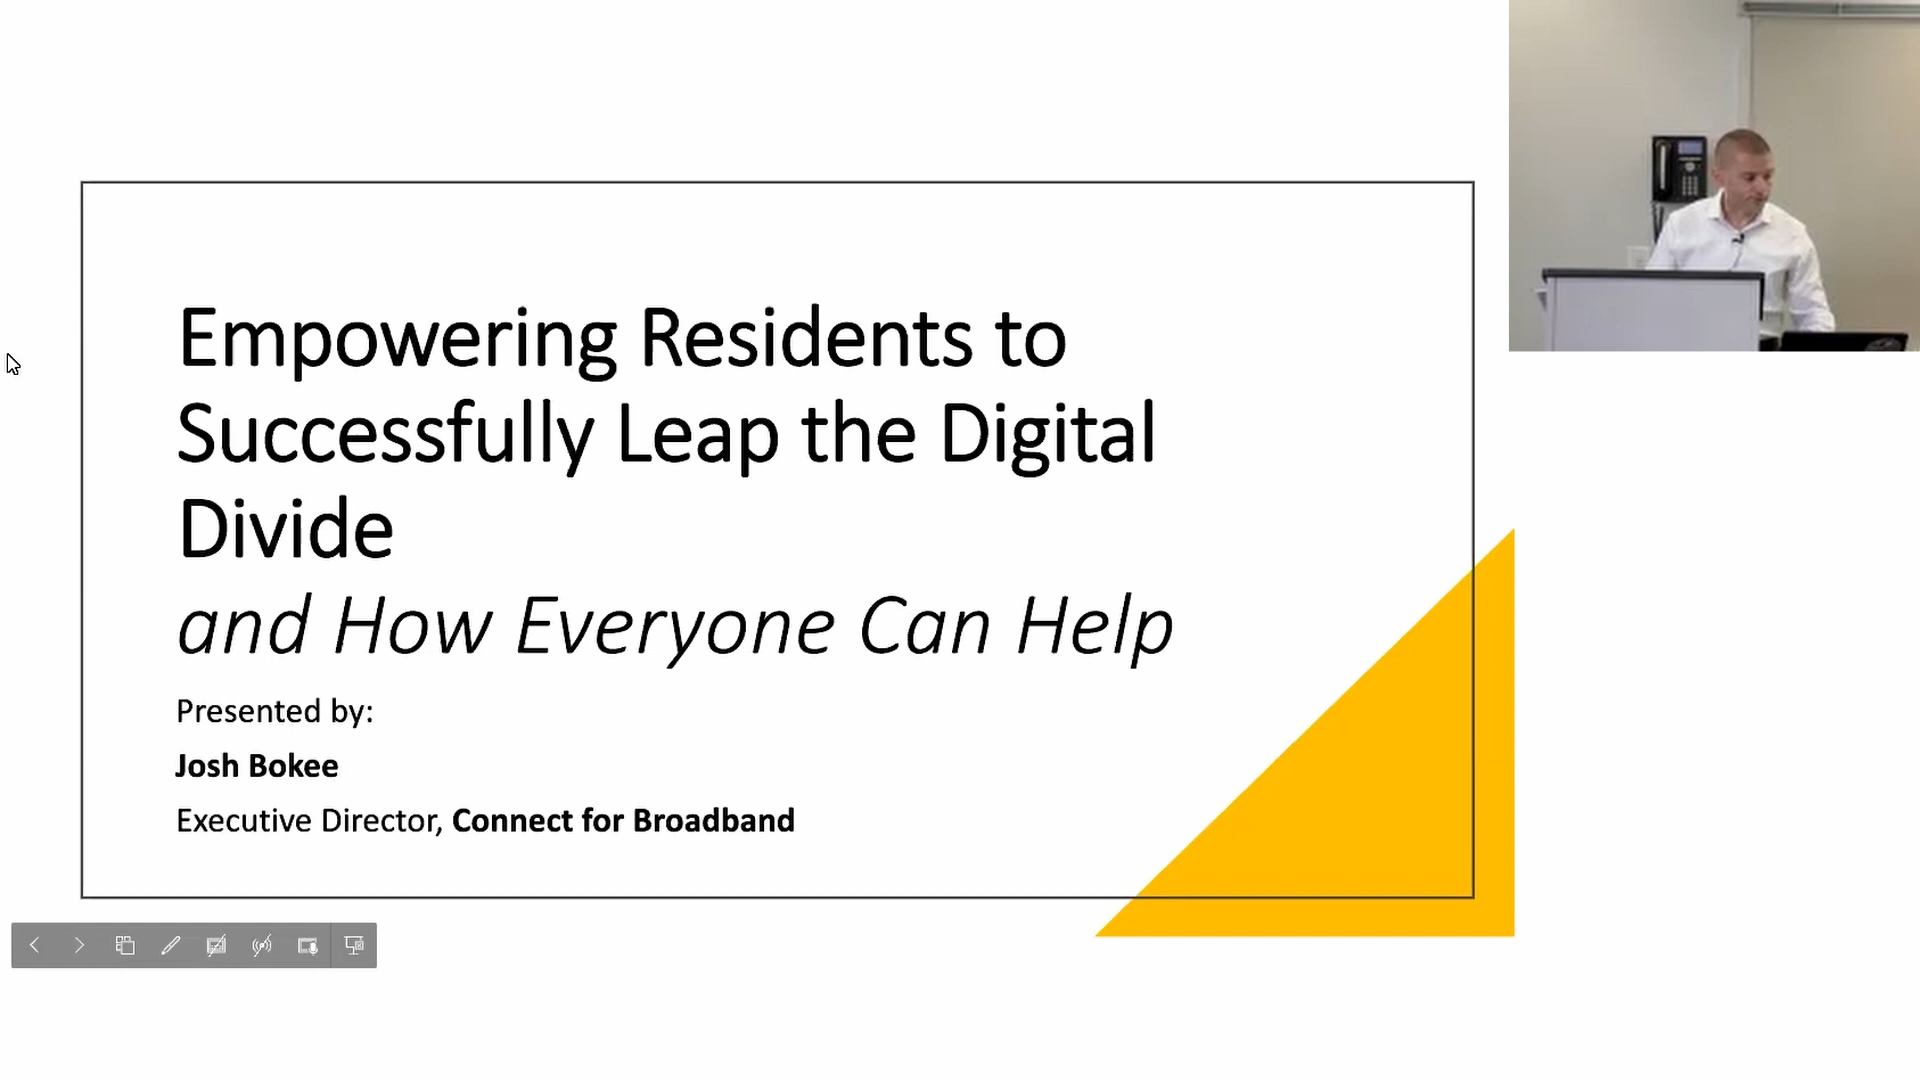 Empowering Residents to
Successfully Leap the Digital
Divide
and How Everyone Can Help
Presented by:
Josh Bokee
Executive Director, Connect for Broadband